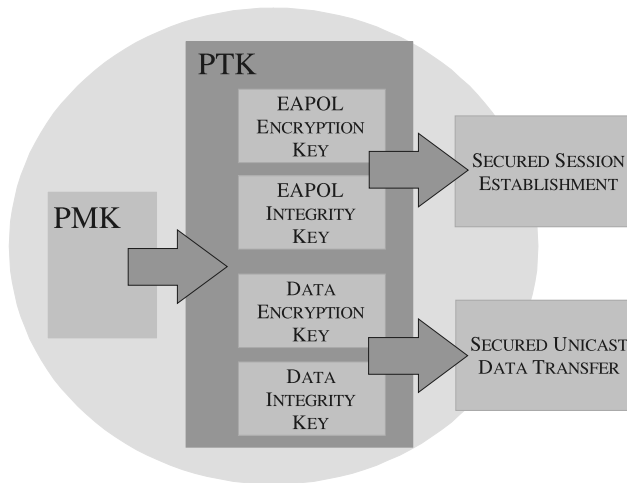 PTK
EAPOL
ENCRYPTION
KEY
EAPOL
INTEGRITY
KEY
SECURED SESSION
ESTABLISHMENT
PMK
DATA
ENCRYPTION
KEY
DATA
INTEGRITY
KEY
SECURED UNICAST
DATA TRANSFER